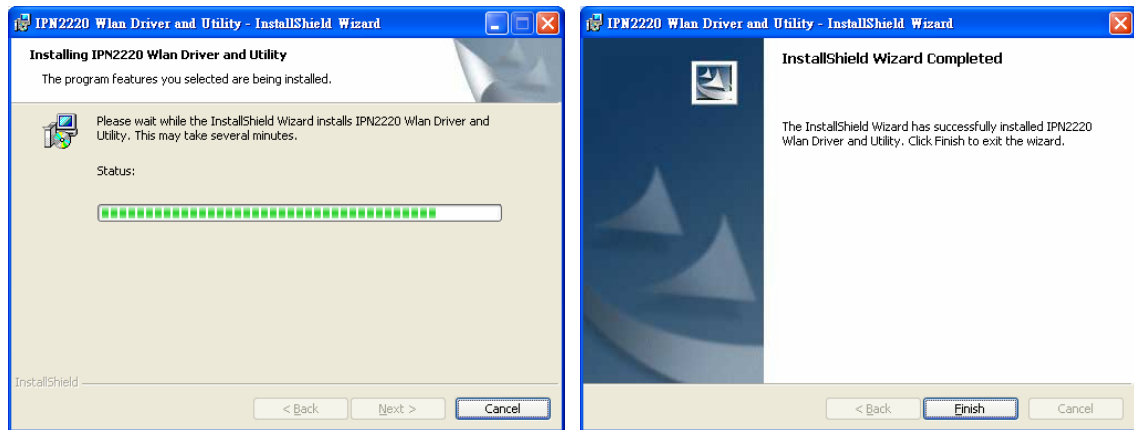 IPN2220 Wlan Driver and Utility - InstallShield Wizard
Installing IPN2220 Wlan Driver and Utility
The program features you selected are being installed.
Please wait while the InstallShield Wizard installs IPN2220 Wlan Driver and
Utility. This may take several minutes.
Status:
InstallShield
< Back
Next >
Cancel
IPN2220 Wlan Driver and Utility - InstallShield Wizard
InstallShield Wizard Completed
The InstallShield Wizard has successfully installed IPN2220
Wlan Driver and Utility. Click Finish to exit the wizard.
< Back
Finish
Cancel